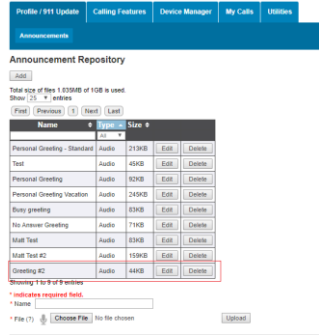 Profile / 911 Update Calling Features Device Manager My Calls Utilities
Announcements
Announcement Repository
Add
Total size of files 1.035MB of 1GB is used.
Show 25 entries
First Previous 1 Next Last
Name Type Size
All
Personal Greeting - Standard Audio 213KB Edit Delete
Test Audio 45KB Edit Delete
Personal Greeting Audio 92KB Edit Delete
Personal Greeting Vacation Audio 245KB Edit Delete
Busy greeting Audio 83KB Edit Delete
No Answer Greeting Audio 71KB Edit Delete
Matt Test Audio 83KB Edit Delete
Matt Test #2 Audio 159KB Edit Delete
Greeting #2 Audio 44KB Edit Delete
Showing 1 to 9 of 9 entries
* indicates required field.
* Name
* File (?) Choose File No file chosen Upload